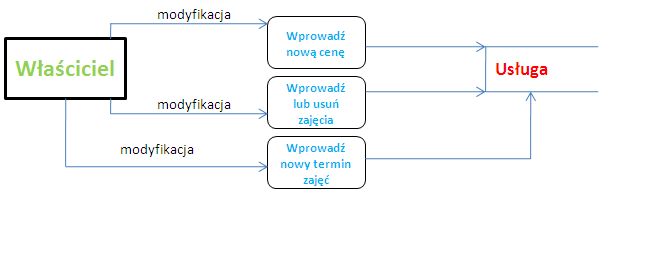 modyfikacja
Wprowadź
nową cenę
Właściciel
Usługa
Wprowadź
lub usuń
zajęcia
modyfikacja
modyfikacja
Wprowadź
nowy termin
zajęć